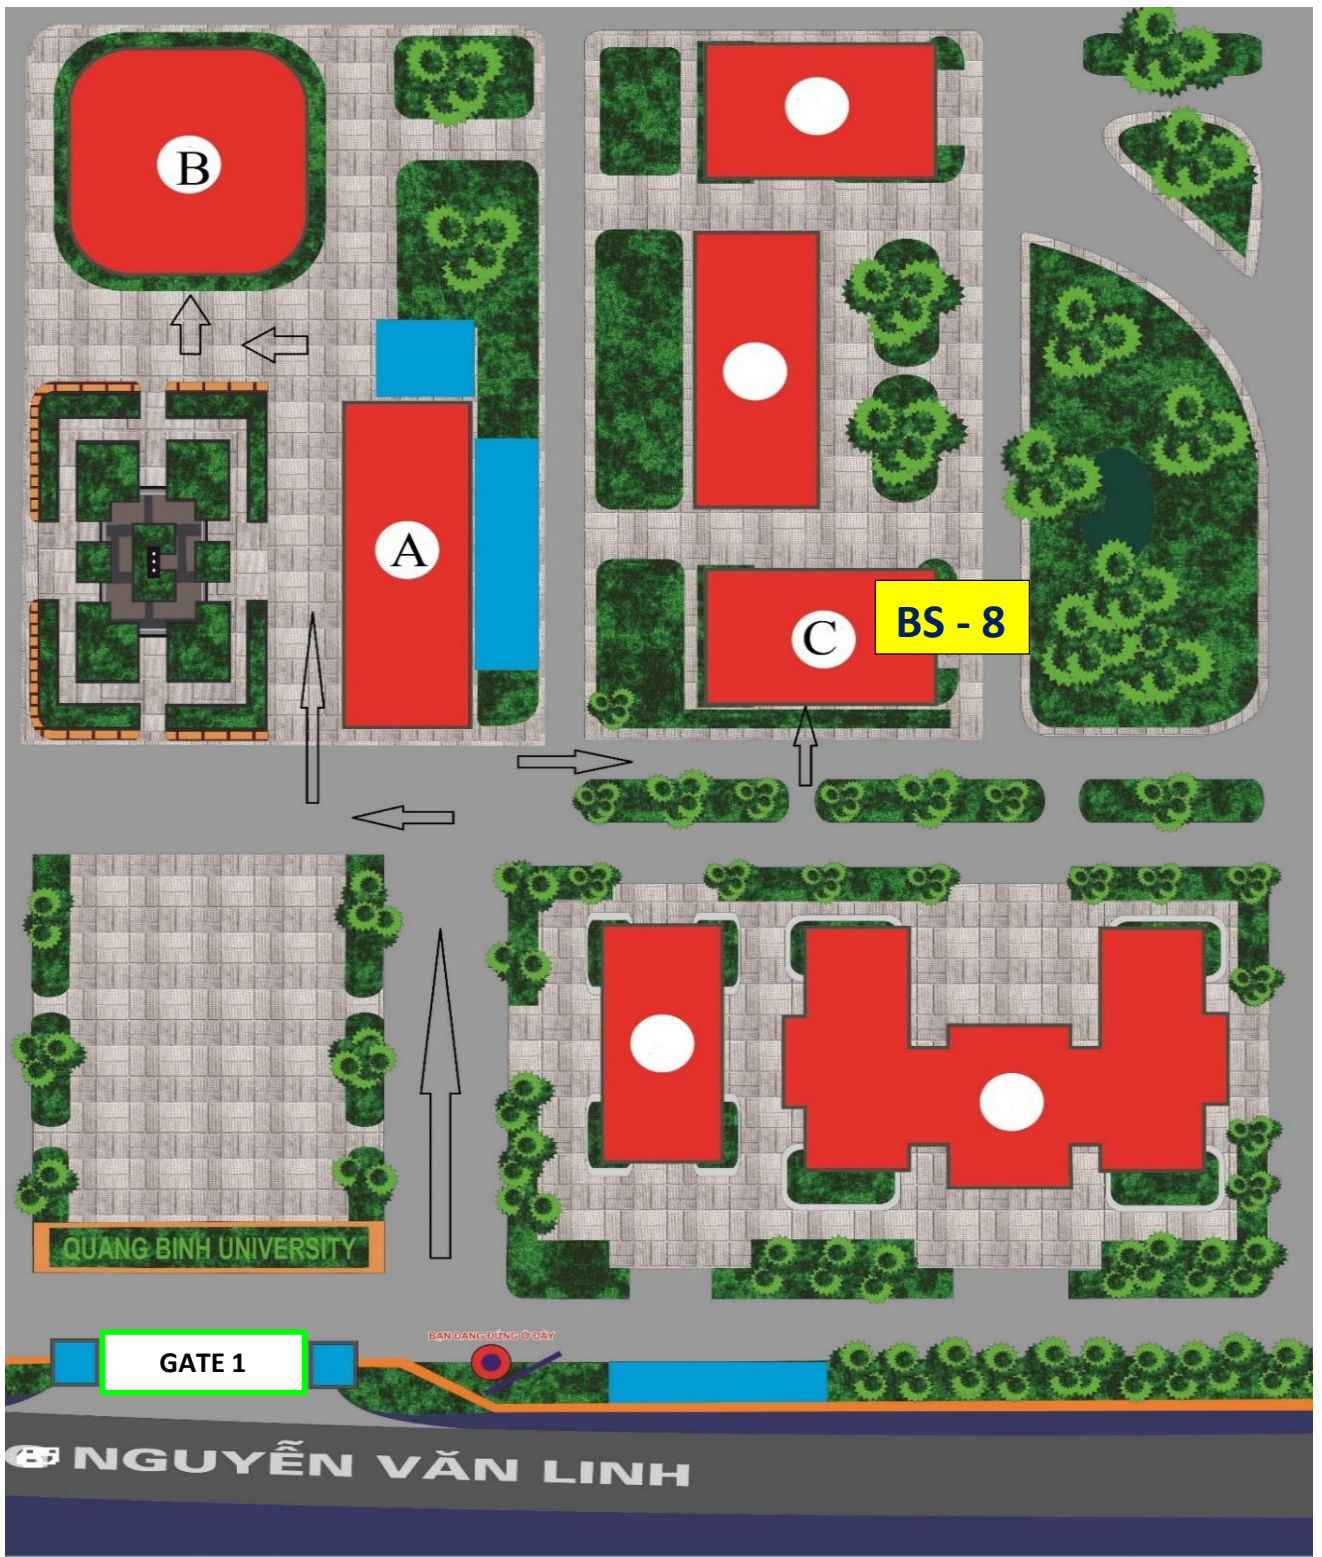 B
A
C
BS - 8
QUANG BINH UNIVERSITY
BẠN ĐANG ĐỨNG Ở ĐÂY
GATE 1
NGUYỄN VĂN LINH